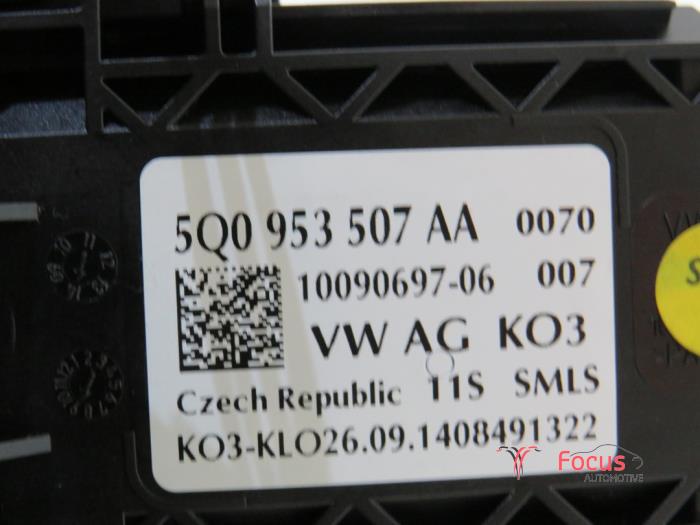 5Q0 953 507 AA 0070
10090697-06 007
VW AG KO3
Czech Republic 11S SMLS
KO3-KLO26.09.1408491322
Focus
AUTOMOTIVE